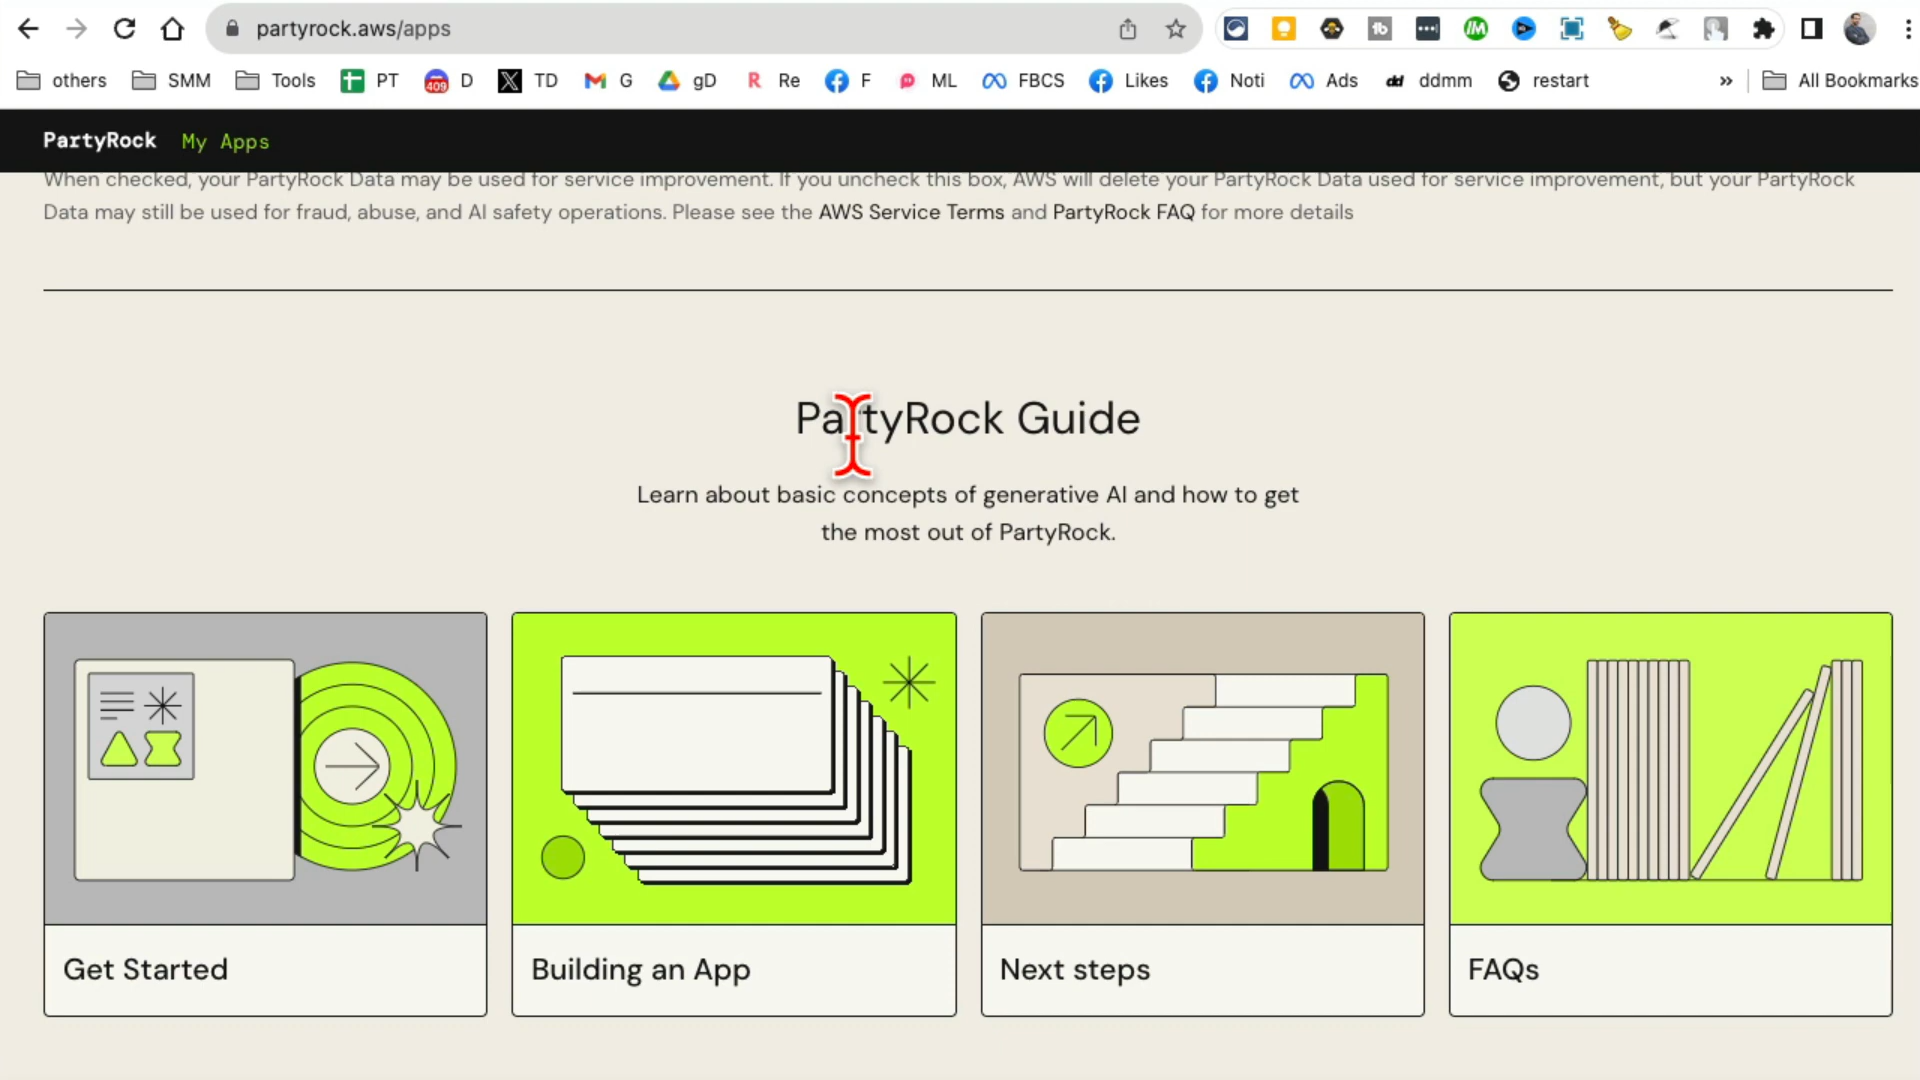 partyrock.aws/apps
others SMM Tools PT D TD G gD Re F ML FBCS Likes Noti Ads ddmm restart » All Bookmarks
PartyRock My Apps
When checked, your PartyRock Data may be used for service improvement. If you uncheck this box, AWS will delete your PartyRock Data used for service improvement, but your PartyRock
Data may still be used for fraud, abuse, and AI safety operations. Please see the AWS Service Terms and PartyRock FAQ for more details
PartyRock Guide
Learn about basic concepts of generative AI and how to get
the most out of PartyRock.
Get Started
Building an App
Next steps
FAQs